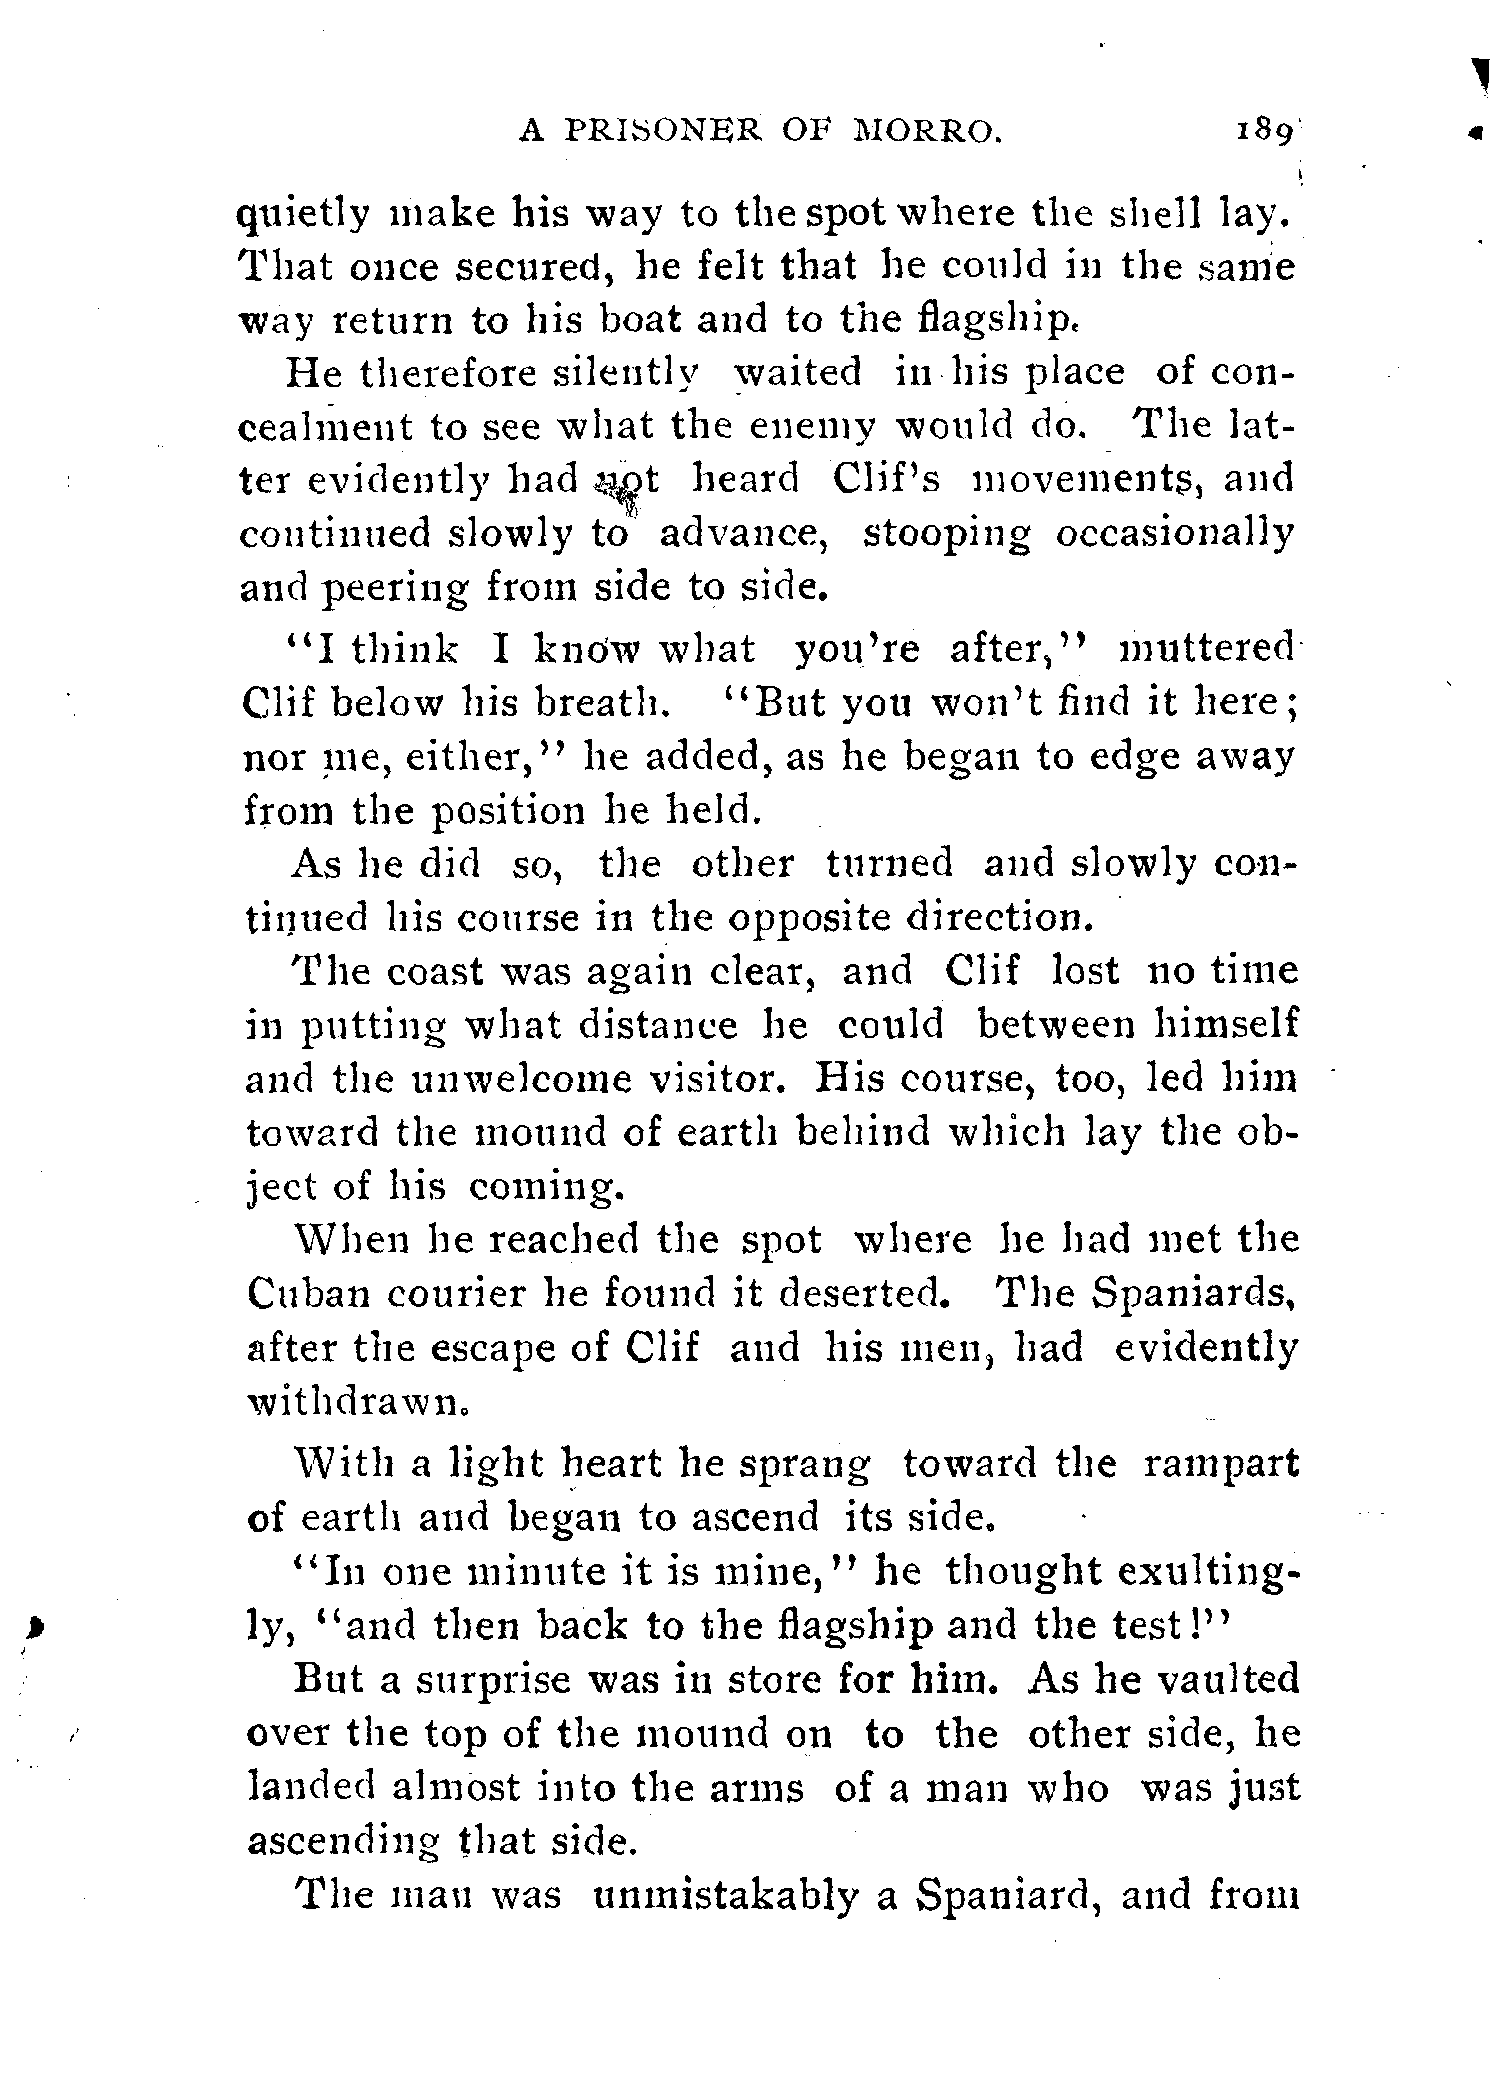 A PRISONER OF MORRO. 189
quietly make his way to the spot where the shell lay.
That once secured, he felt that he could in the same
way return to his boat and to the flagship.
He therefore silently waited in his place of con-
cealment to see what the enemy would do. The lat-
ter evidently had not heard Clif's movements, and
continued slowly to advance, stooping occasionally
and peering from side to side.
"I think I know what you're after," muttered
Clif below his breath. "But you won't find it here;
nor me, either," he added, as he began to edge away
from the position he held.
As he did so, the other turned and slowly con-
tinued his course in the opposite direction.
The coast was again clear, and Clif lost no time
in putting what distance he could between himself
and the unwelcome visitor. His course, too, led him
toward the mound of earth behind which lay the ob-
ject of his coming.
When he reached the spot where he had met the
Cuban courier he found it deserted. The Spaniards,
after the escape of Clif and his men, had evidently
withdrawn.
With a light heart he sprang toward the rampart
of earth and began to ascend its side.
"In one minute it is mine," he thought exulting-
ly, "and then back to the flagship and the test!"
But a surprise was in store for him. As he vaulted
over the top of the mound on to the other side, he
landed almost into the arms of a man who was just
ascending that side.
The man was unmistakably a Spaniard, and from